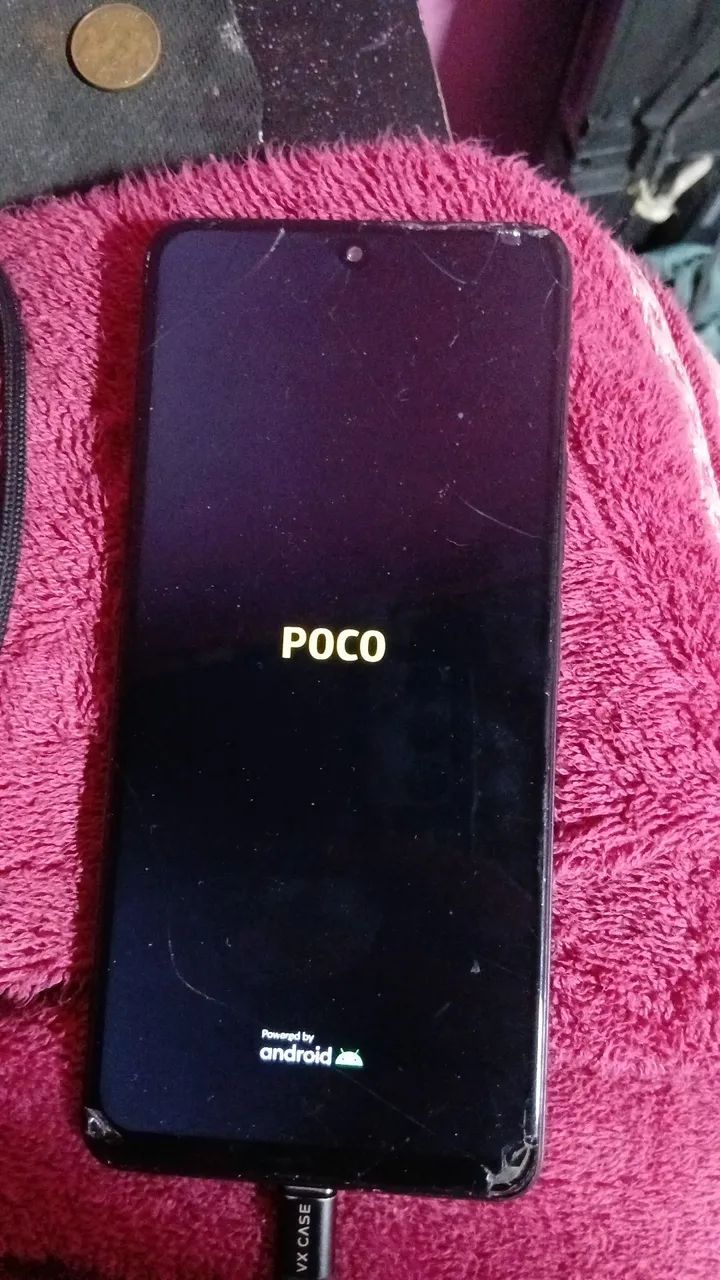 POCO
Powered by
android
VX CASE